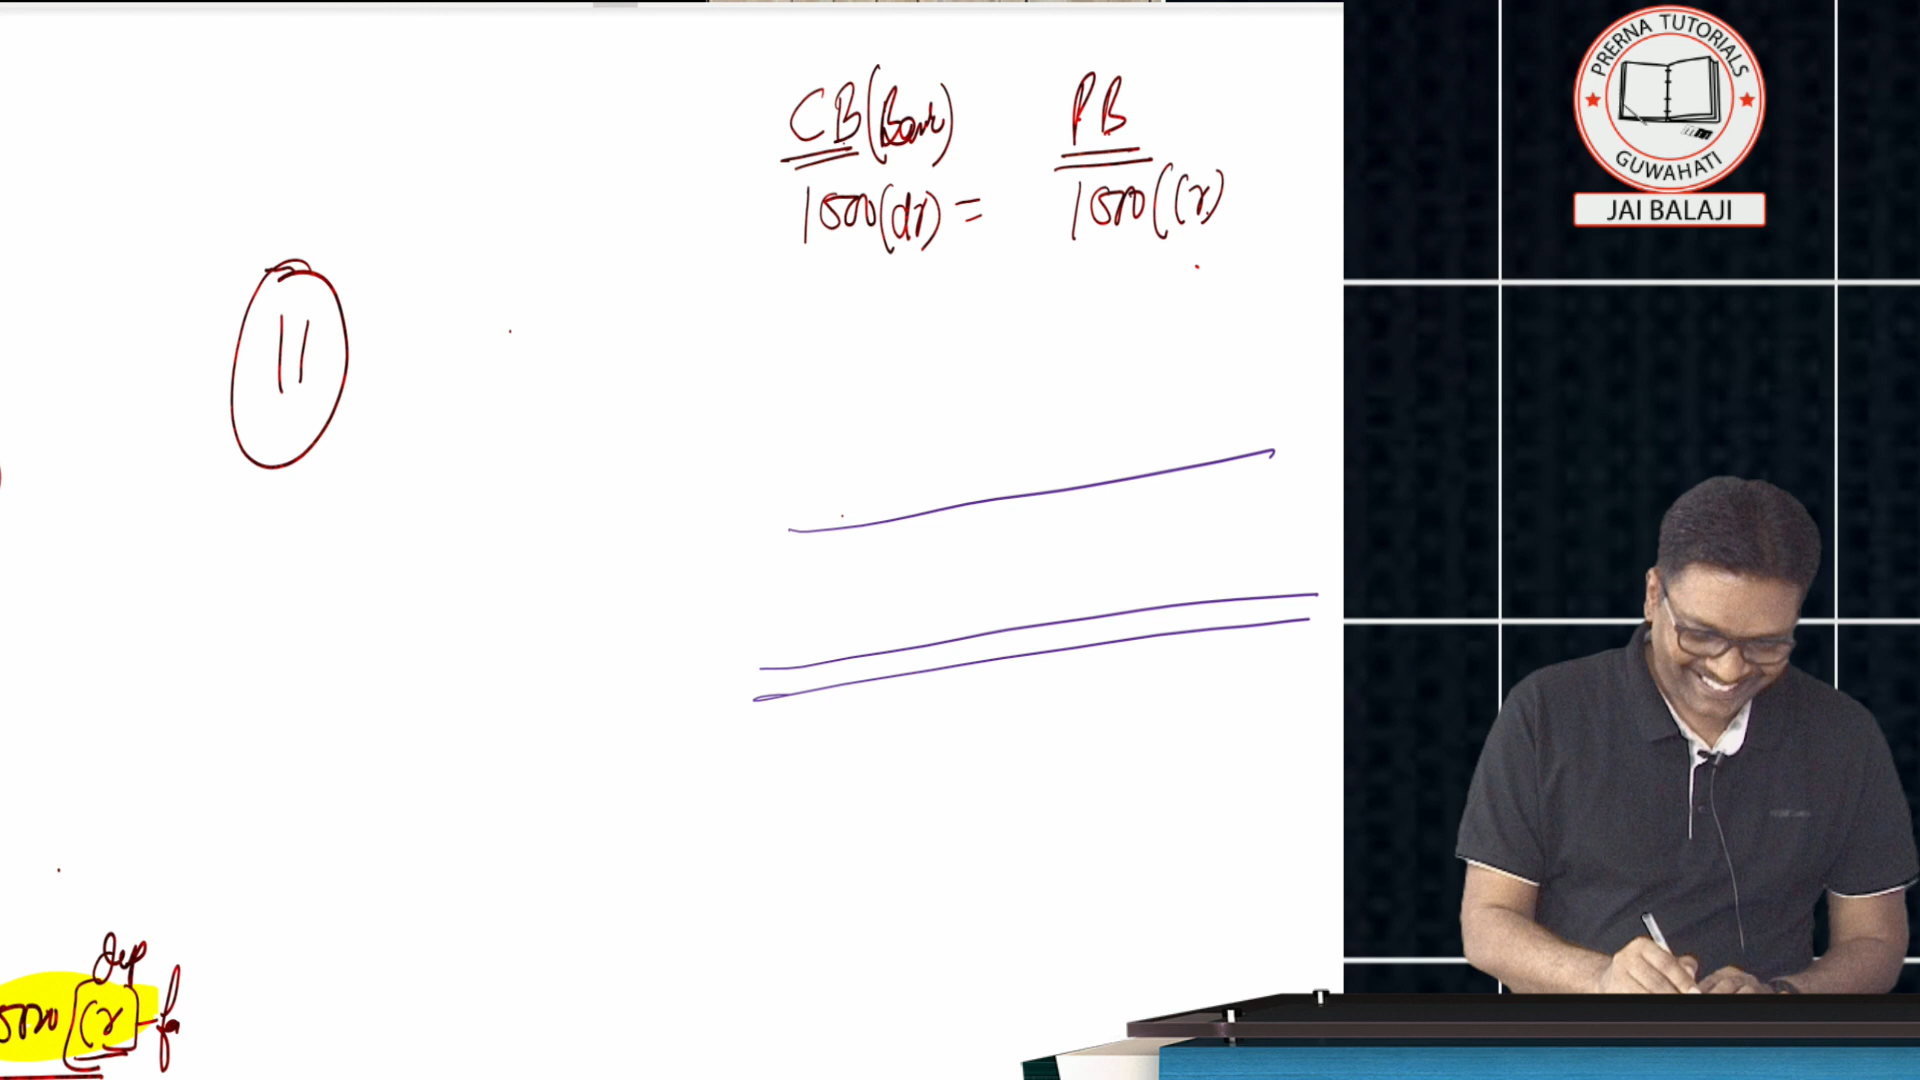 CB (Bank) PB
1500 (dr) = 1500 (Cr)
11
Dep
5000 (Cr)
PRERNA TUTORIALS
GUWAHATI
JAI BALAJI